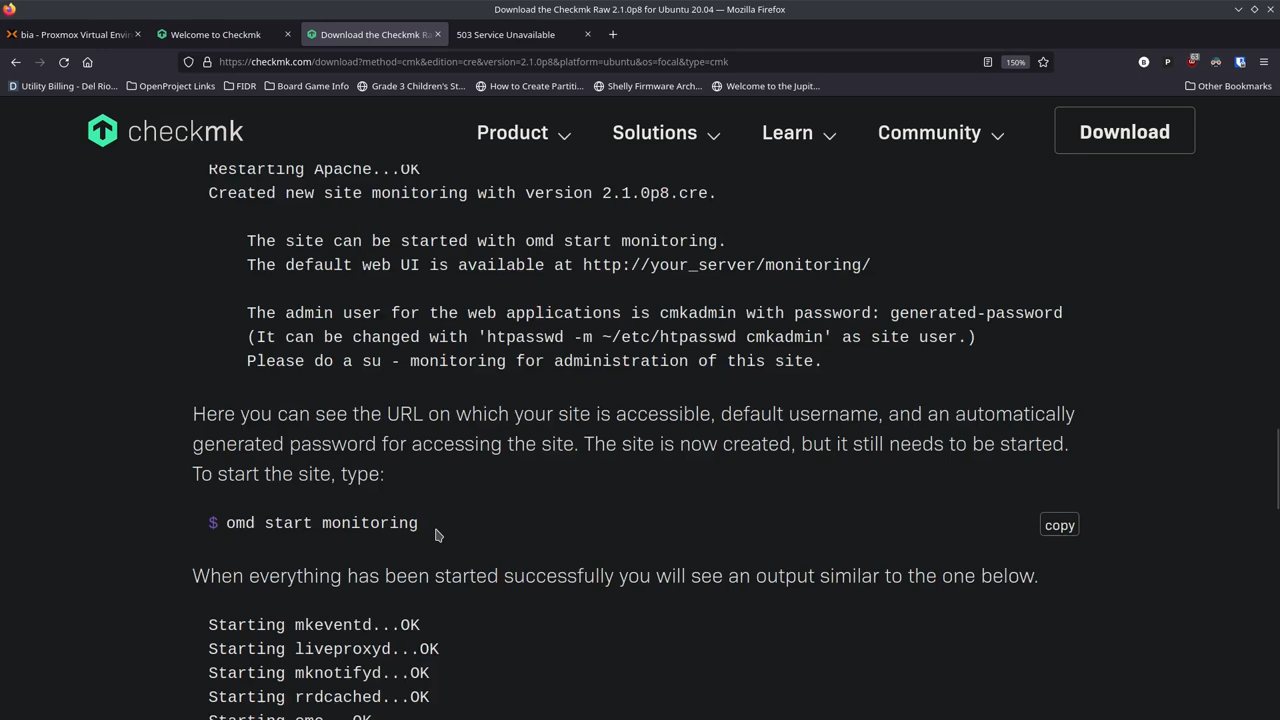 Download the Checkmk Raw 2.1.0p8 for Ubuntu 20.04 — Mozilla Firefox
bia - Proxmox Virtual Envir
Welcome to Checkmk
Download the Checkmk Ra
503 Service Unavailable
https://checkmk.com/download?method=cmk&edition=cre&version=2.1.0p8&platform=ubuntu&os=focal&type=cmk
150%
B
P
63
Utility Billing - Del Rio...
OpenProject Links
FIDR
Board Game Info
Grade 3 Children's St...
How to Create Partiti...
Shelly Firmware Arch...
Welcome to the Jupit...
Other Bookmarks
checkmk
Product
Solutions
Learn
Community
Download
Restarting Apache...OK
Created new site monitoring with version 2.1.0p8.cre.
The site can be started with omd start monitoring.
The default web UI is available at http://your_server/monitoring/
The admin user for the web applications is cmkadmin with password: generated-password
(It can be changed with 'htpasswd -m ~/etc/htpasswd cmkadmin' as site user.)
Please do a su - monitoring for administration of this site.
Here you can see the URL on which your site is accessible, default username, and an automatically
generated password for accessing the site. The site is now created, but it still needs to be started.
To start the site, type:
$ omd start monitoring
copy
When everything has been started successfully you will see an output similar to the one below.
Starting mkeventd...OK
Starting liveproxyd...OK
Starting mknotifyd...OK
Starting rrdcached...OK